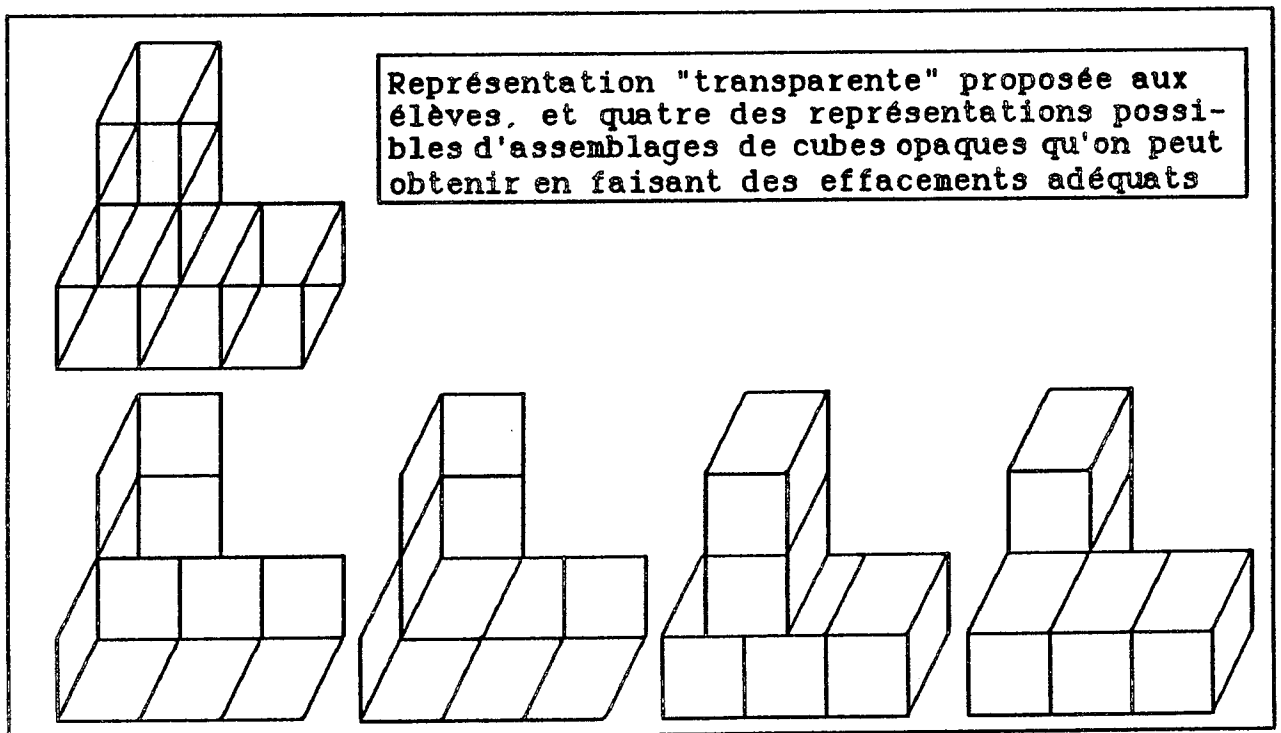 Représentation "transparente" proposée aux
élèves, et quatre des représentations possi-
bles d'assemblages de cubes opaques qu'on peut
obtenir en faisant des effacements adéquats